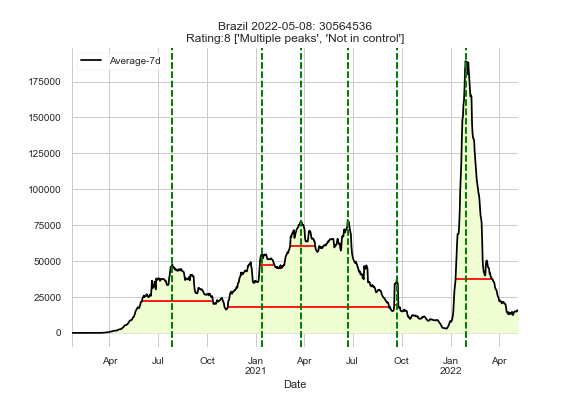 Brazil 2022-05-08: 30564536
Rating:8 ['Multiple peaks', 'Not in control']
Average-7d
175000
150000
125000
100000
75000
50000
25000
0
Apr Jul Oct Jan Apr Jul Oct Jan Apr
2021 2022
Date